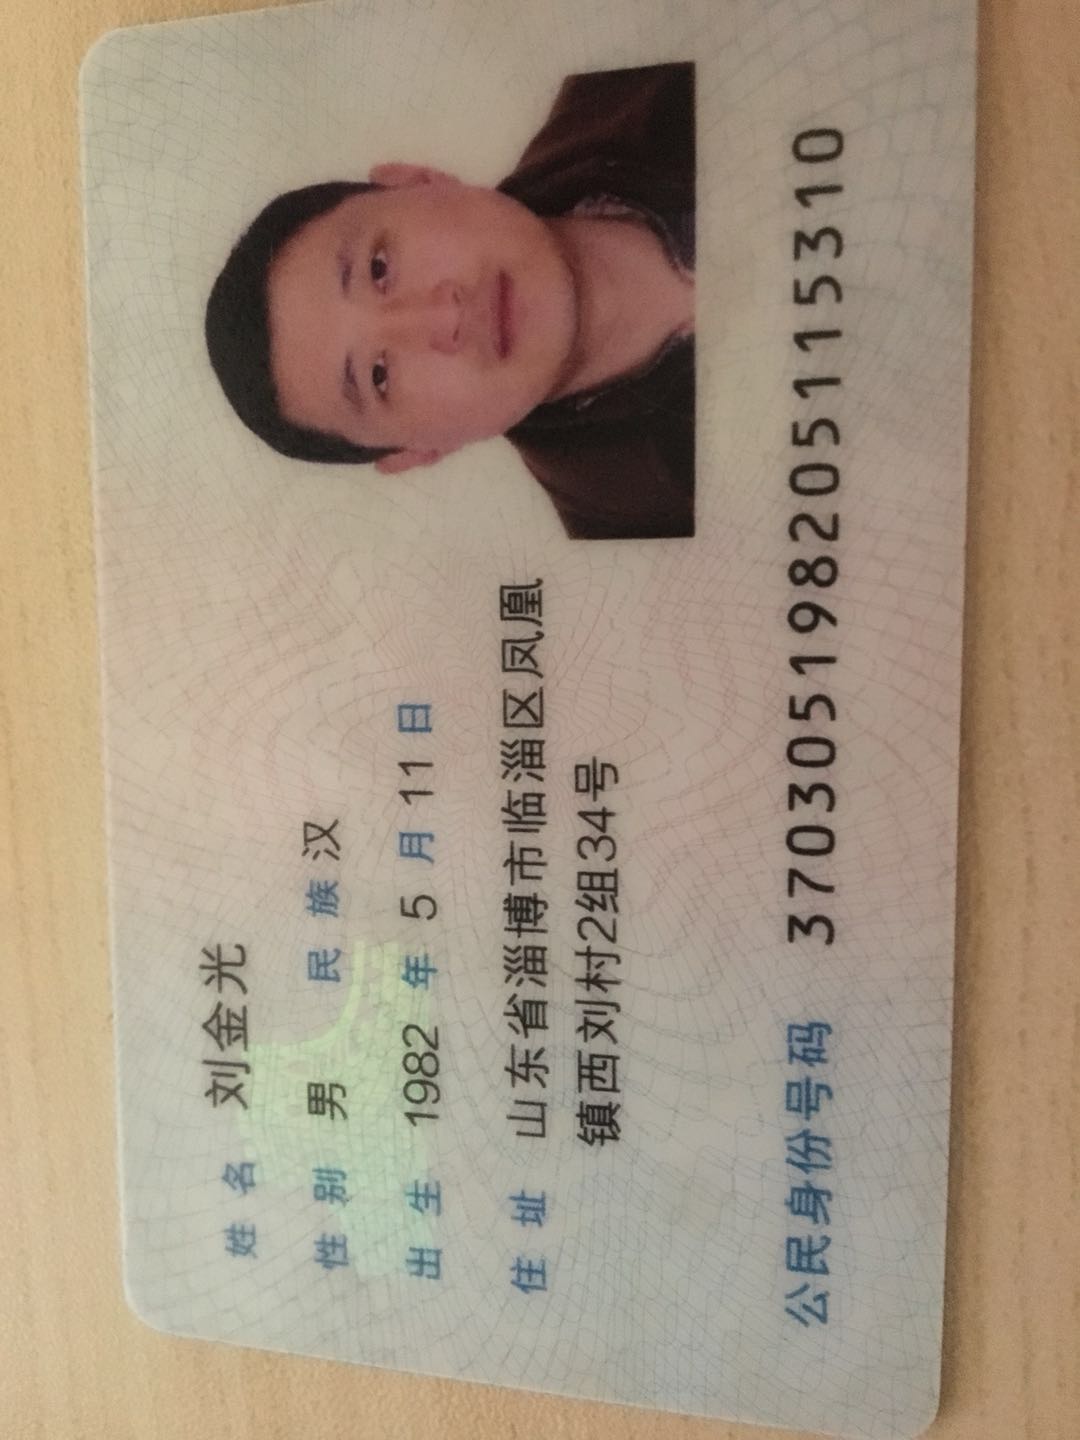 姓名 刘金光
性别 男 民族 汉
出生 1982 年 5 月 11 日
住址 山东省淄博市临淄区凤凰
镇西刘村2组34号
公民身份号码 370305198205115310